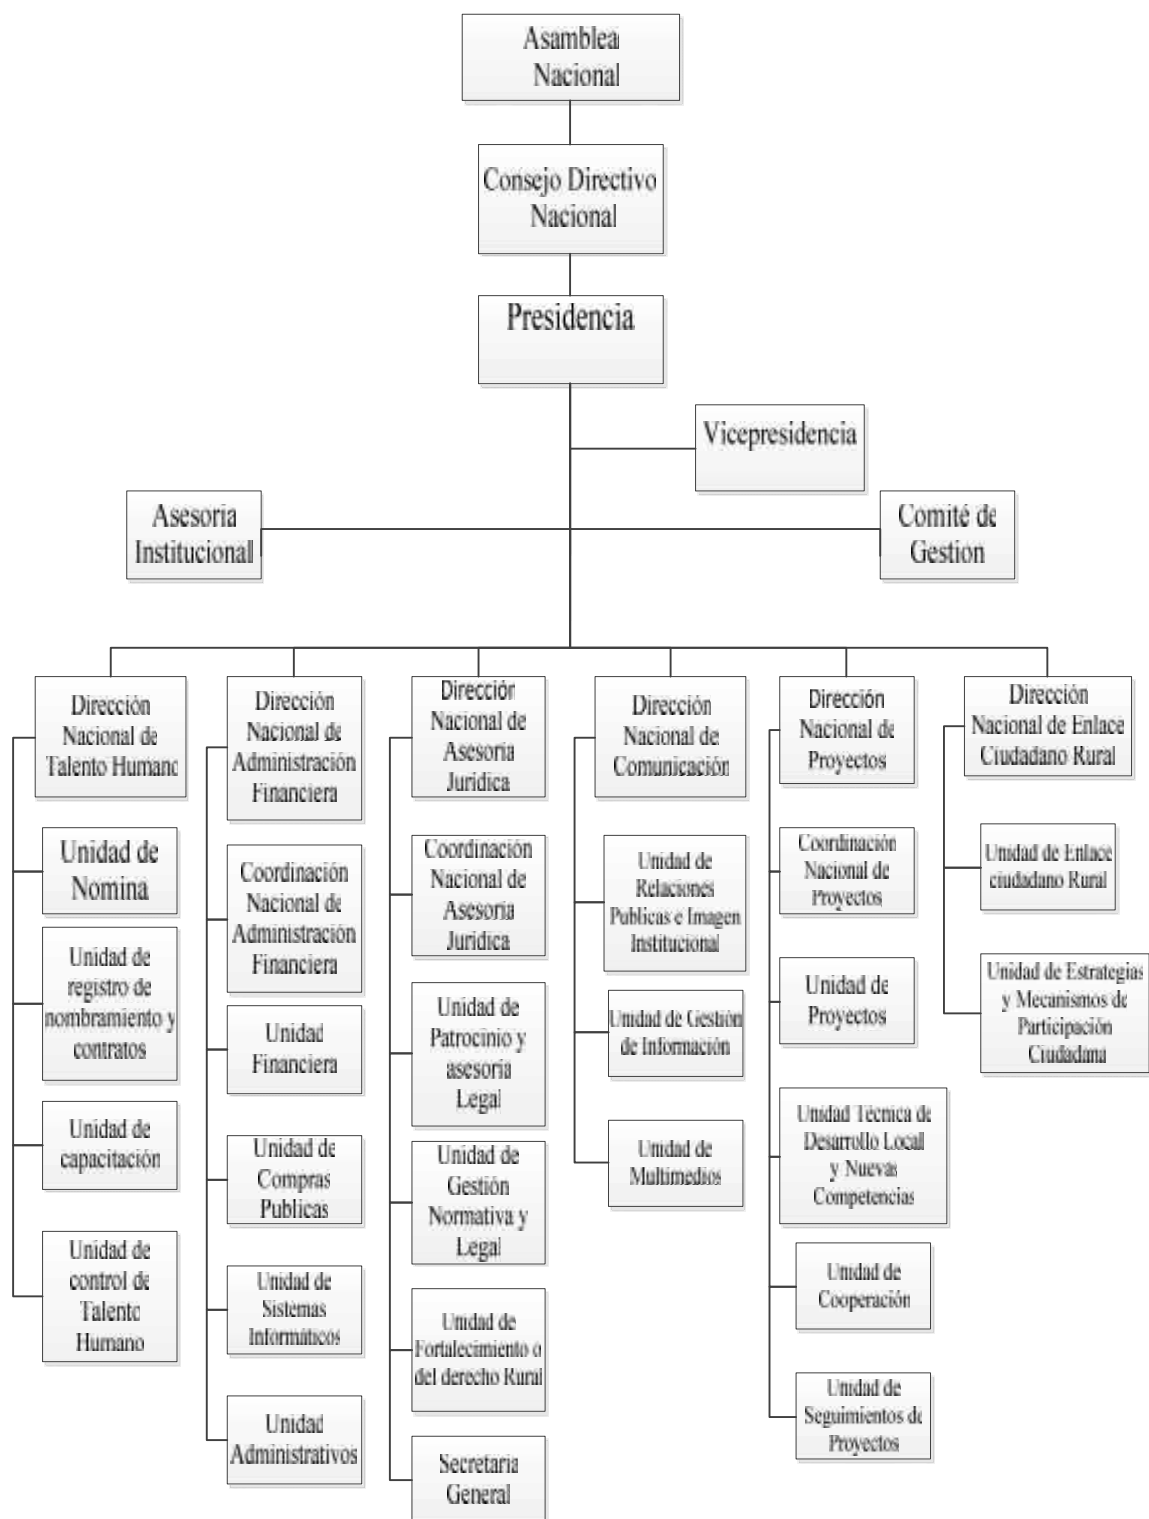 Asamblea
Nacional
Consejo Directivo
Nacional
Presidencia
Vicepresidencia
Asesoria
Institucional
Comité de
Gestion
Dirección
Nacional de
Talento Humano
Unidad de
Nomina
Unidad de
registro de
nombramiento y
contratos
Unidad de
capacitación
Unidad de
control de
Talento
Humano
Dirección
Nacional de
Administración
Financiera
Coordinación
Nacional de
Administración
Financiera
Unidad
Financiera
Unidad de
Compras
Publicas
Unidad de
Sistemas
Informáticos
Unidad
Administrativos
Dirección
Nacional de
Asesoría
Jurídica
Coordinación
Nacional de
Asesoría
Jurídica
Unidad de
Patrocinio y
asesoría
Legal
Unidad de
Gestión
Normativa y
Legal
Unidad de
Fortalecimiento o
del derecho Rural
Secretaria
General
Dirección
Nacional de
Comunicación
Unidad de
Relaciones
Publicas e Imagen
Institucional
Unidad de Gestión
de Información
Unidad de
Multimedios
Dirección
Nacional de
Proyectos
Coordinación
Nacional de
Proyectos
Unidad de
Proyectos
Unidad Técnica de
Desarrollo Local
y Nuevas
Competencias
Unidad de
Cooperación
Unidad de
Seguimientos de
Proyectos
Dirección
Nacional de Enlace
Ciudadano Rural
Unidad de Enlace
ciudadano Rural
Unidad de Estrategias
y Mecanismos de
Participación
Ciudadana